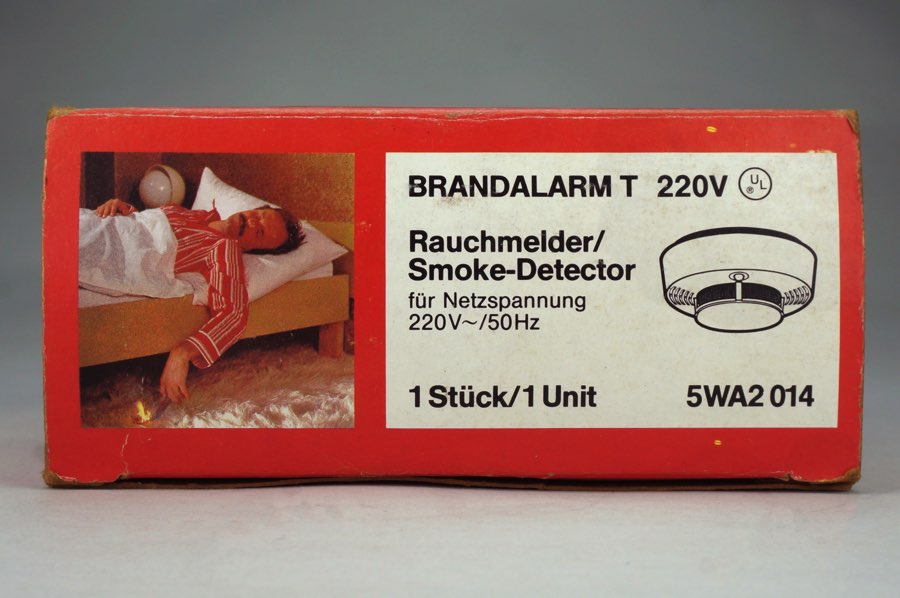 BRANDALARM T 220V UL ®
Rauchmelder/
Smoke-Detector
für Netzspannung
220V~/50Hz
1 Stück/1 Unit 5WA2 014